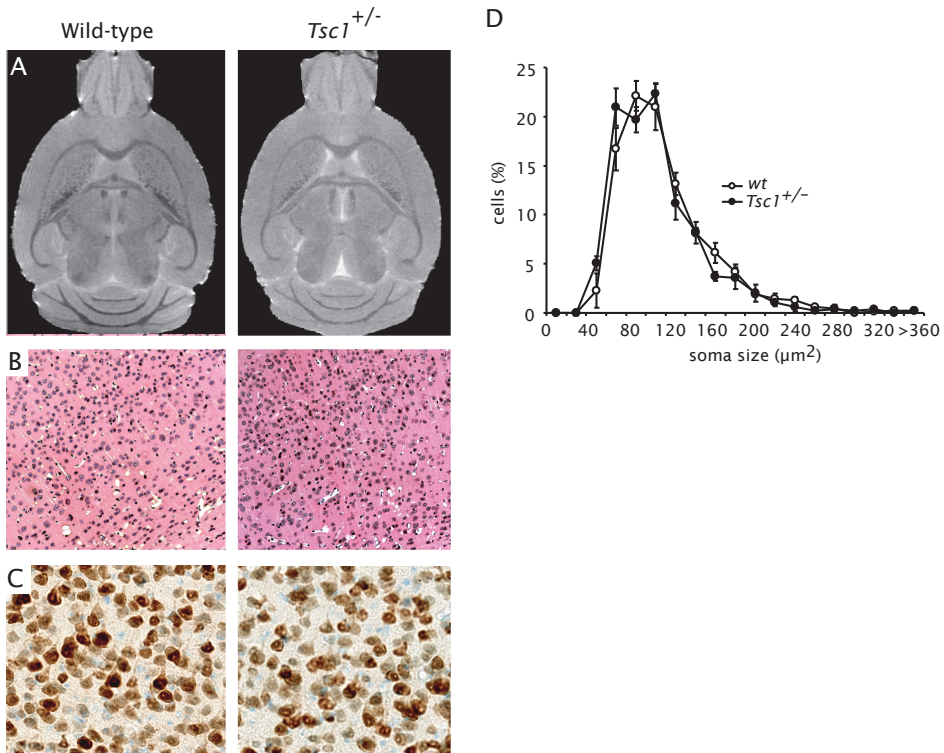 Wild-type
Tsc1+/-
D
A
B
C
25
20
15
10
5
0
cells (%)
wt
Tsc1+/-
0 40 80 120 160 200 240 280 320 >360
soma size (µm2)